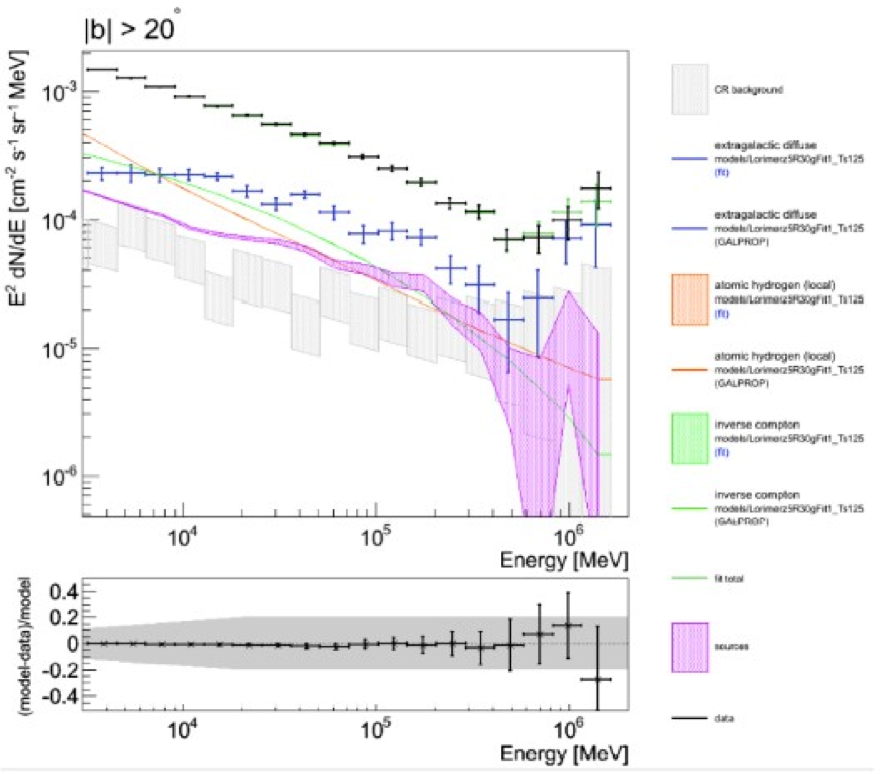 |b| > 20°
E² dN/dE [cm⁻² s⁻¹ sr⁻¹ MeV]
10⁻³
10⁻⁴
10⁻⁵
10⁻⁶
10⁴ 10⁵ 10⁶
Energy [MeV]
(model-data)/model
0.4
0.2
0
-0.2
-0.4
10⁴ 10⁵ 10⁶
Energy [MeV]
CR background
extragalactic diffuse
models/Lorimerz5R30gFit1_Ts125
(fit)
extragalactic diffuse
models/Lorimerz5R30gFit1_Ts125
(GALPROP)
atomic hydrogen (local)
models/Lorimerz5R30gFit1_Ts125
(fit)
atomic hydrogen (local)
models/Lorimerz5R30gFit1_Ts125
(GALPROP)
inverse compton
models/Lorimerz5R30gFit1_Ts125
(fit)
inverse compton
models/Lorimerz5R30gFit1_Ts125
(GALPROP)
fit total
sources
data